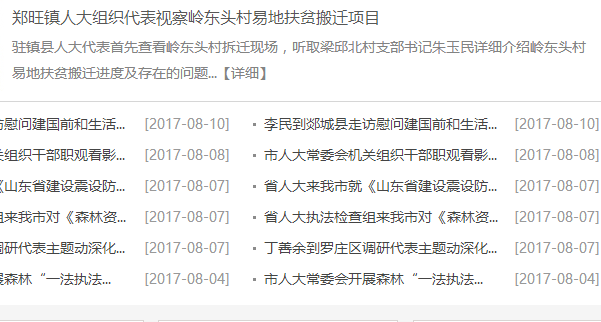 郑旺镇人大组织代表视察岭东头村易地扶贫搬迁项目
驻镇县人大代表首先查看岭东头村拆迁现场，听取梁邱北村支部书记朱玉民详细介绍岭东头村
易地扶贫搬迁进度及存在的问题...【详细】
访慰问建国前和生活... [2017-08-10] · 李民到郯城县走访慰问建国前和生活... [2017-08-10]
关组织干部职观看影... [2017-08-08] · 市人大常委会机关组织干部职观看影... [2017-08-08]
《山东省建设震设防... [2017-08-07] · 省人大来我市就《山东省建设震设防... [2017-08-07]
组来我市对《森林资... [2017-08-07] · 省人大执法检查组来我市对《森林资... [2017-08-07]
调研代表主题动深化... [2017-08-07] · 丁善余到罗庄区调研代表主题动深化... [2017-08-07]
展森林“一法执法... [2017-08-04] · 市人大常委会开展森林“一法执法... [2017-08-04]